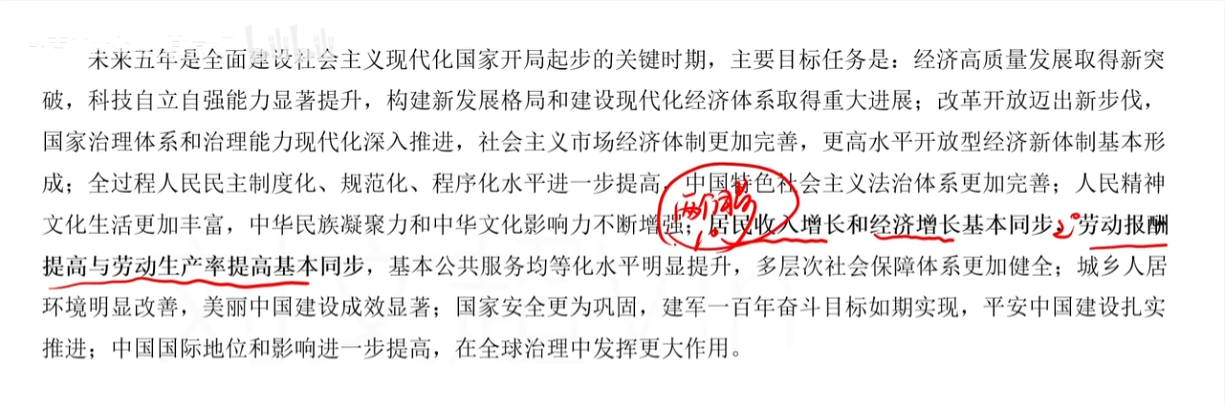 未来五年是全面建设社会主义现代化国家开局起步的关键时期，主要目标任务是：经济高质量发展取得新突
破，科技自立自强能力显著提升，构建新发展格局和建设现代化经济体系取得重大进展；改革开放迈出新步伐，
国家治理体系和治理能力现代化深入推进，社会主义市场经济体制更加完善，更高水平开放型经济新体制基本形
成；全过程人民民主制度化、规范化、程序化水平进一步提高，中国特色社会主义法治体系更加完善；人民精神
两个同步
文化生活更加丰富，中华民族凝聚力和中华文化影响力不断增强；1°居民收入增长和经济增长基本同步，2°劳动报酬
提高与劳动生产率提高基本同步，基本公共服务均等化水平明显提升，多层次社会保障体系更加健全；城乡人居
环境明显改善，美丽中国建设成效显著；国家安全更为巩固，建军一百年奋斗目标如期实现，平安中国建设扎实
推进；中国国际地位和影响进一步提高，在全球治理中发挥更大作用。